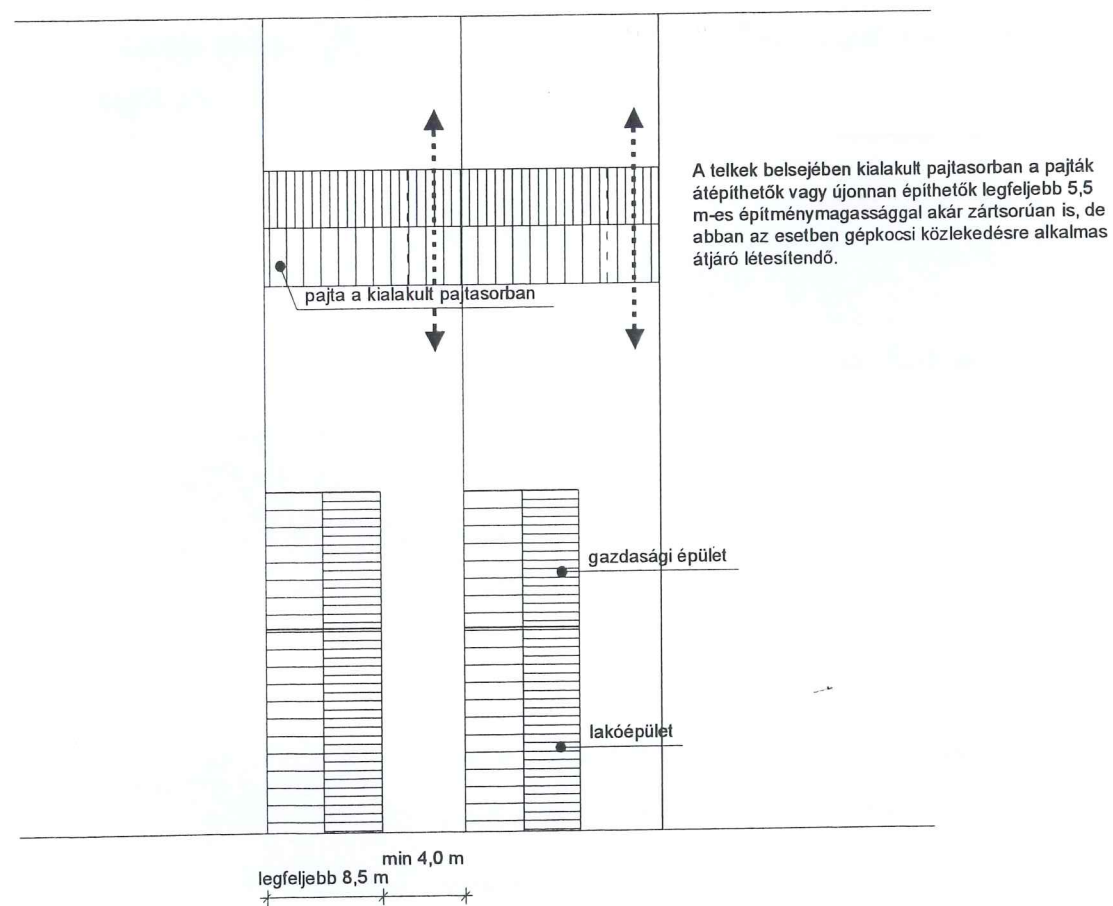 A telkek belsejében kialakult pajtasorban a pajták
átépíthetők vagy újonnan építhetők legfeljebb 5,5
m-es építménymagassággal akár zártsorúan is, de
abban az esetben gépkocsi közlekedésre alkalmas
átjáró létesítendő.
pajta a kialakult pajtasorban
gazdasági épület
lakóépület
min 4,0 m
legfeljebb 8,5 m